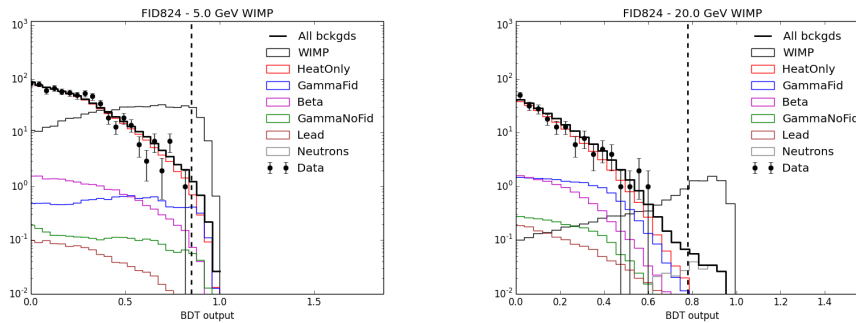 FID824 - 5.0 GeV WIMP
10³
10²
10¹
10⁰
10⁻¹
10⁻²
All bckgds
WIMP
HeatOnly
GammaFid
Beta
GammaNoFid
Lead
Neutrons
Data
0.0 0.5 1.0 1.5
BDT output
FID824 - 20.0 GeV WIMP
10³
10²
10¹
10⁰
10⁻¹
10⁻²
All bckgds
WIMP
HeatOnly
GammaFid
Beta
GammaNoFid
Lead
Neutrons
Data
0.0 0.2 0.4 0.6 0.8 1.0 1.2 1.4
BDT output